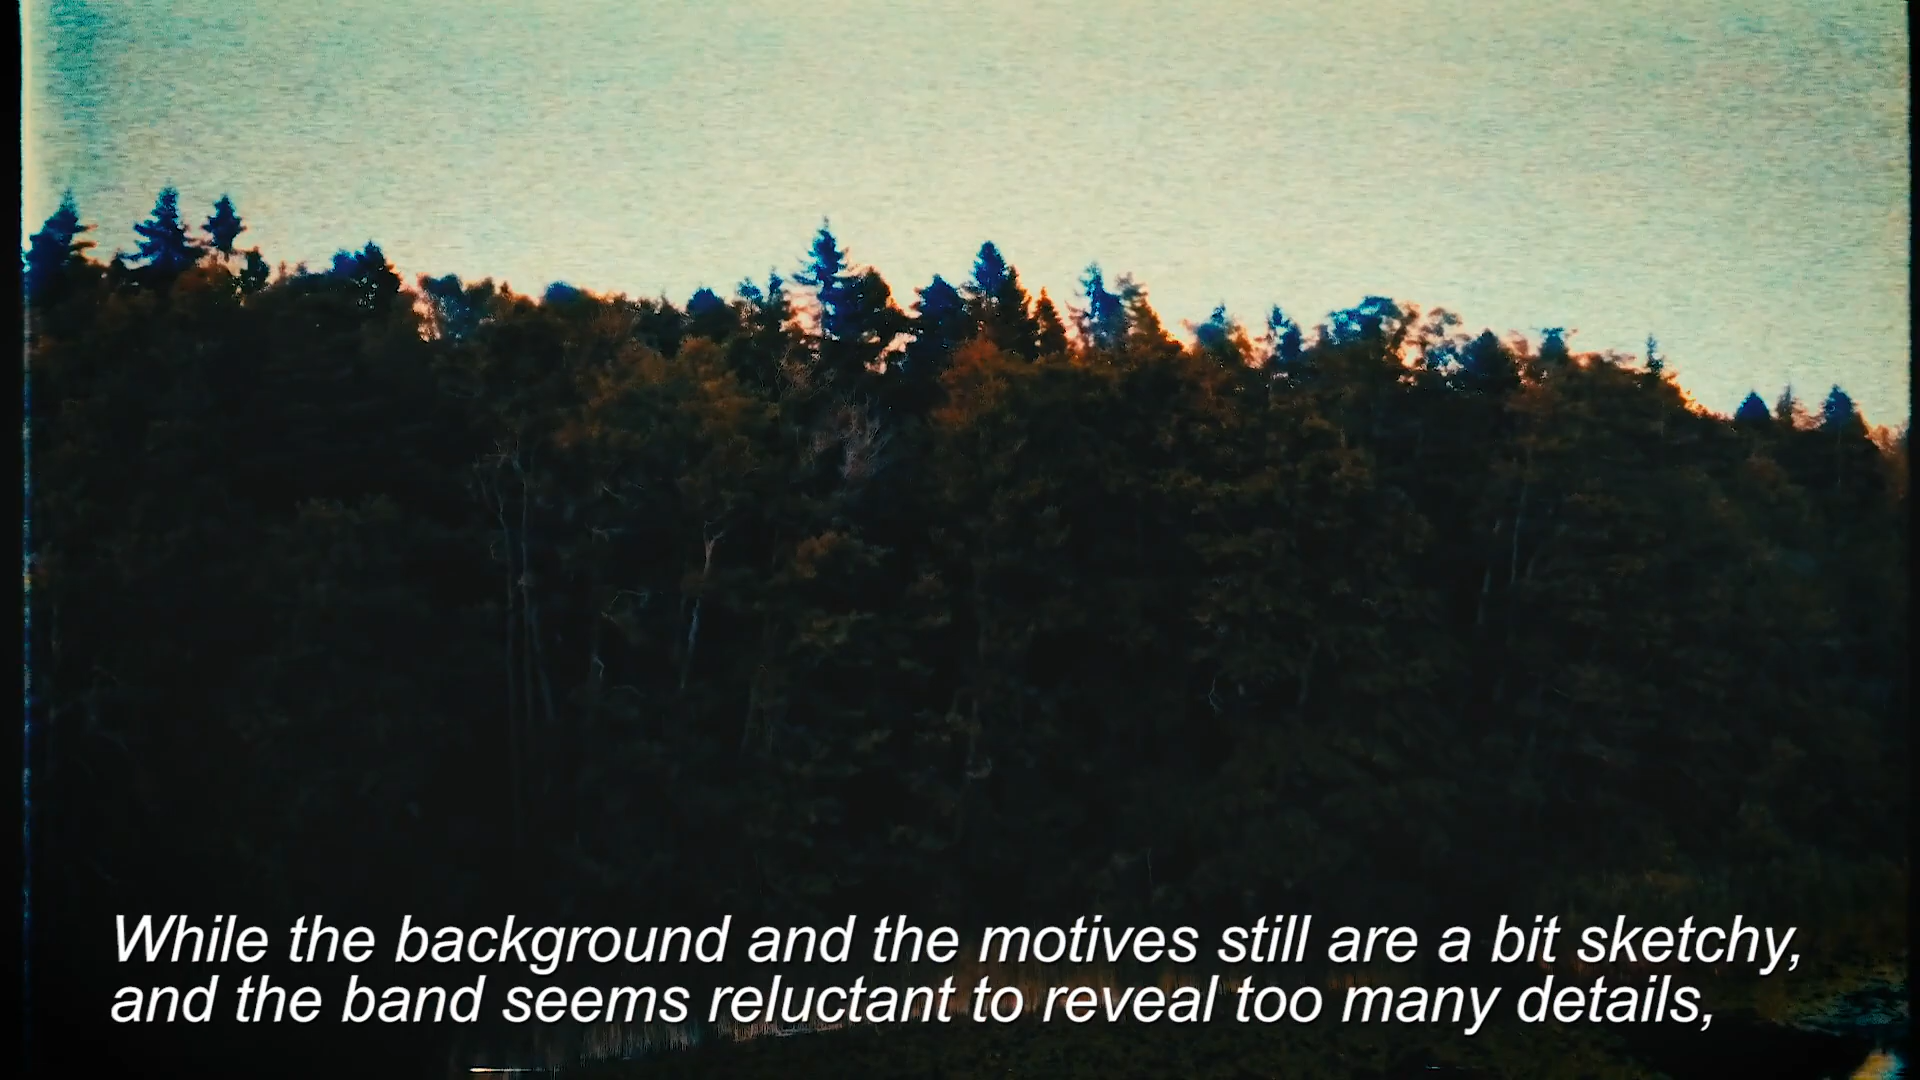 While the background and the motives still are a bit sketchy,
and the band seems reluctant to reveal too many details,